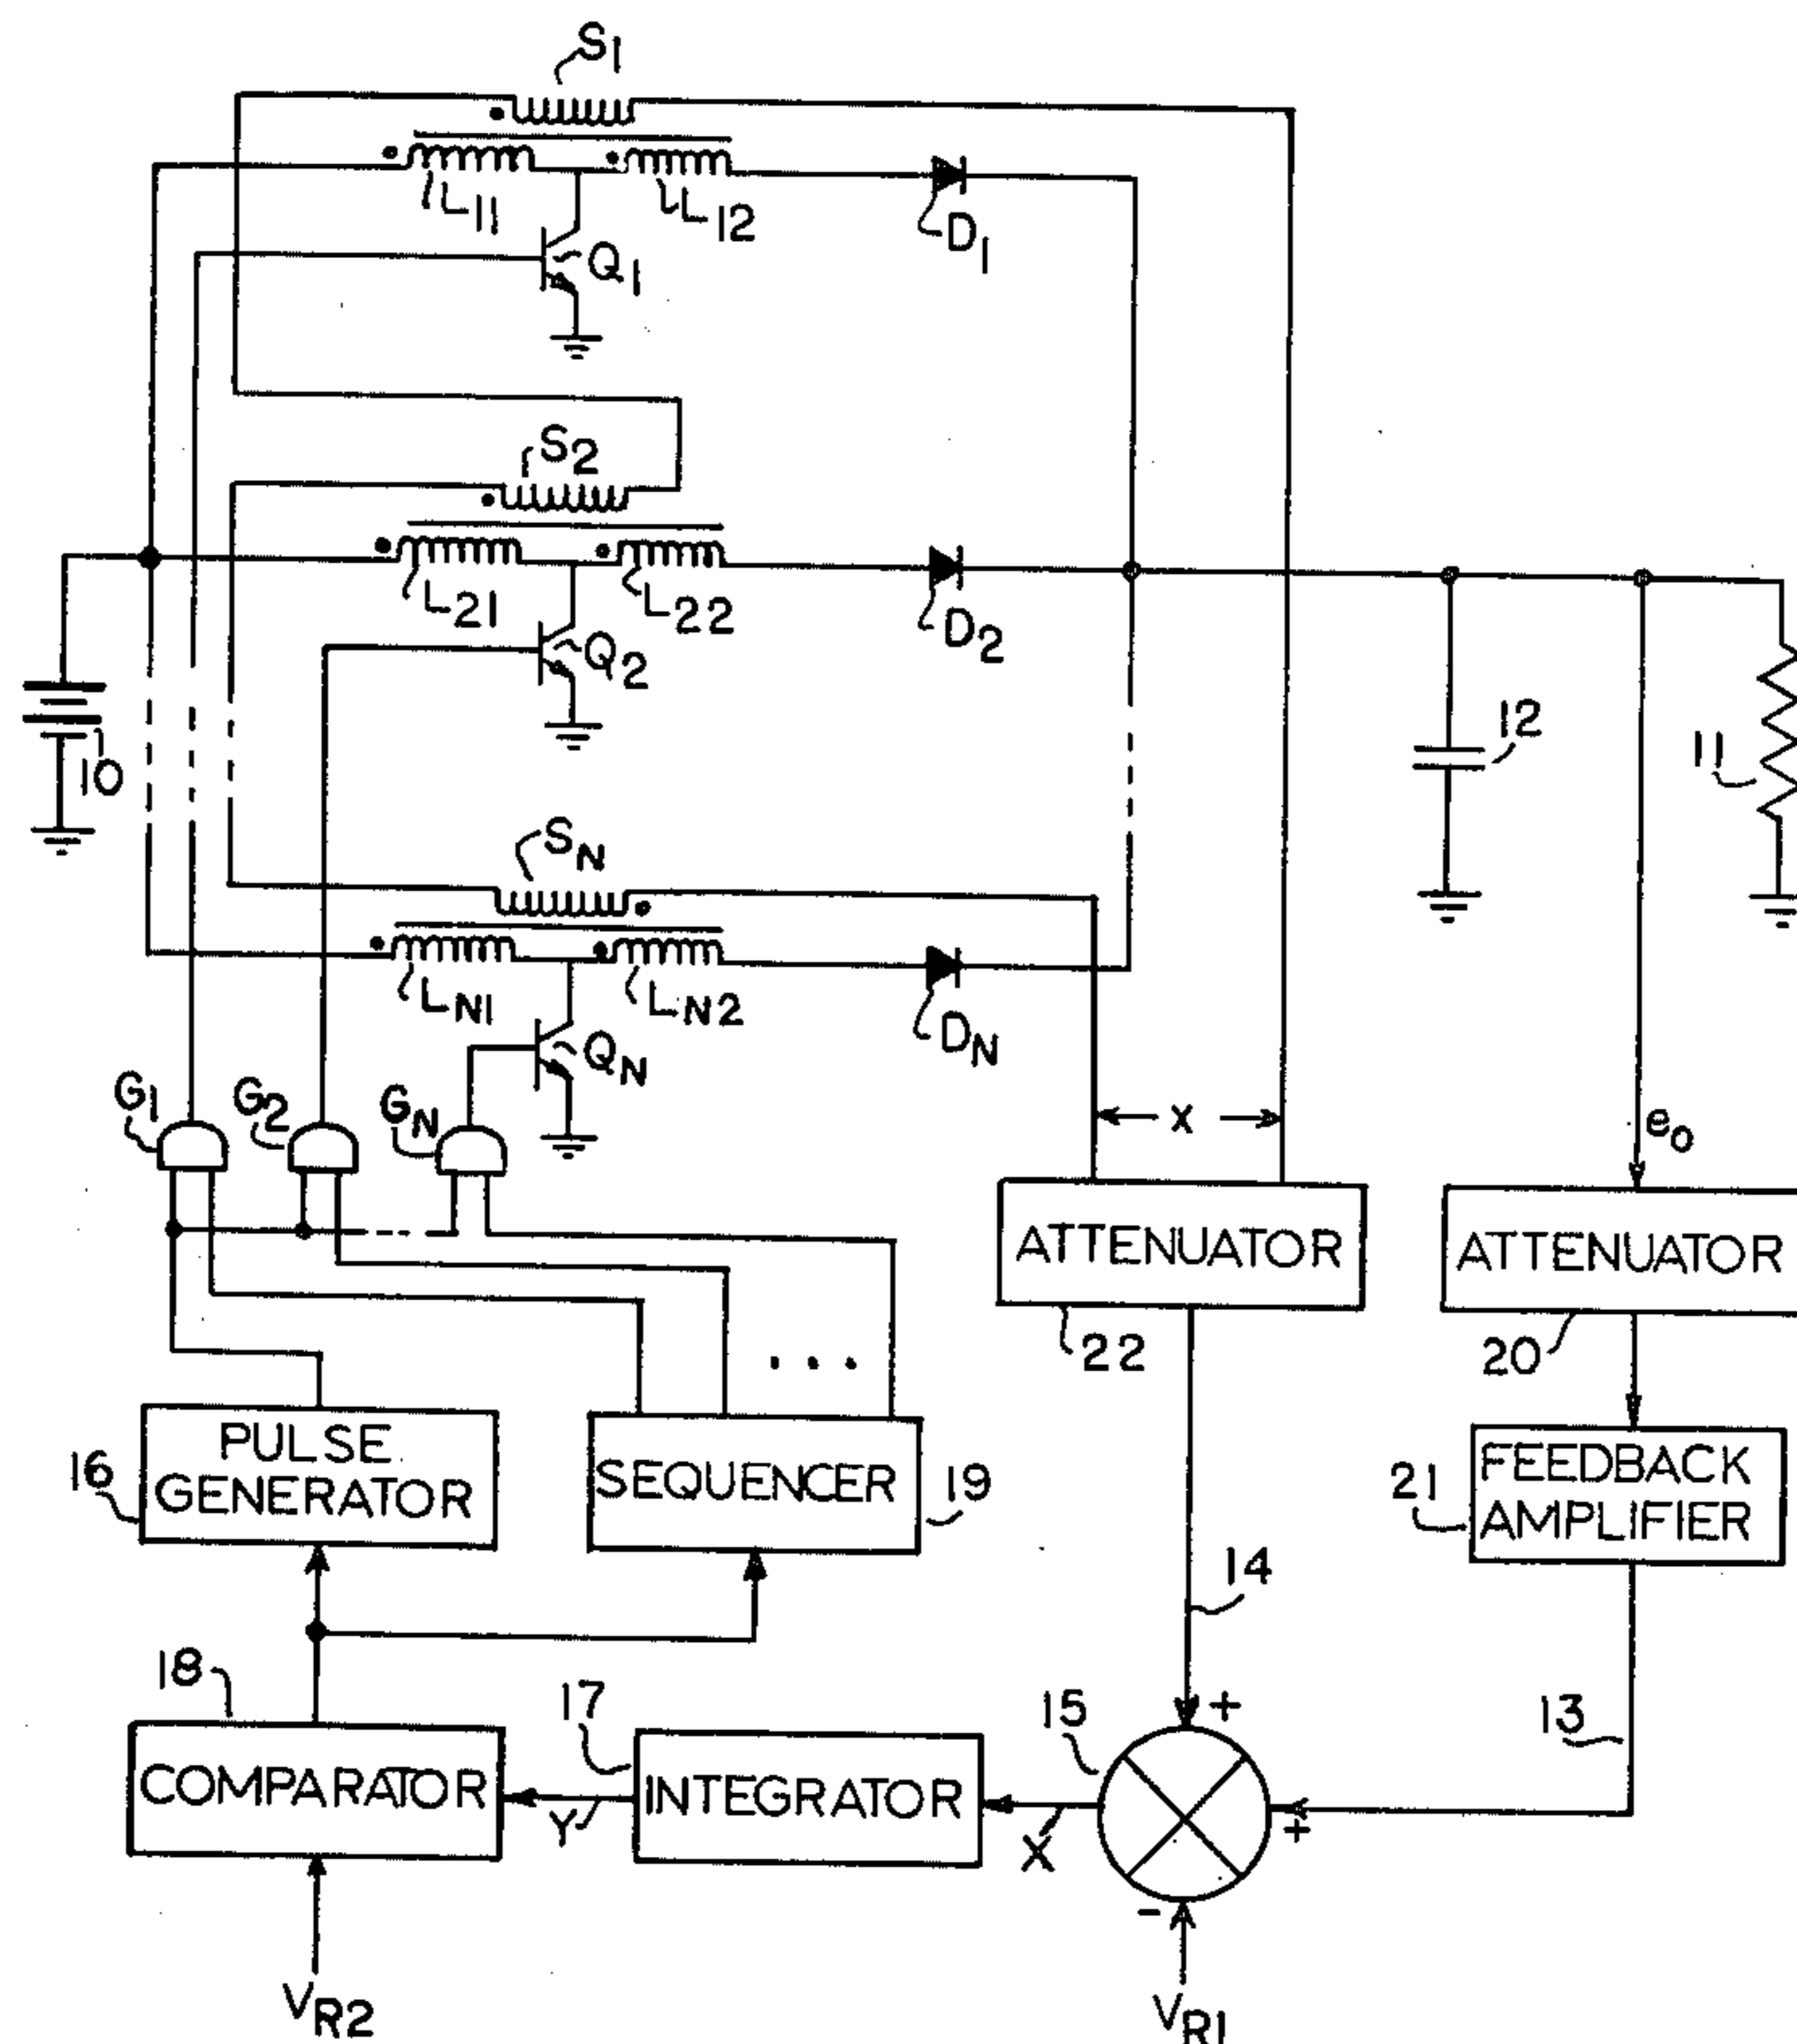 S1
L11
L12
D1
Q1
S2
L21
L22
D2
Q2
10
12
11
SN
LN1
LN2
DN
QN
G1
G2
GN
X
eo
ATTENUATOR
ATTENUATOR
22
20
...
PULSE
GENERATOR
16
SEQUENCER
19
FEEDBACK
AMPLIFIER
21
14
18
17
15
13
+
COMPARATOR
Y
INTEGRATOR
X
+
-
VR2
VR1